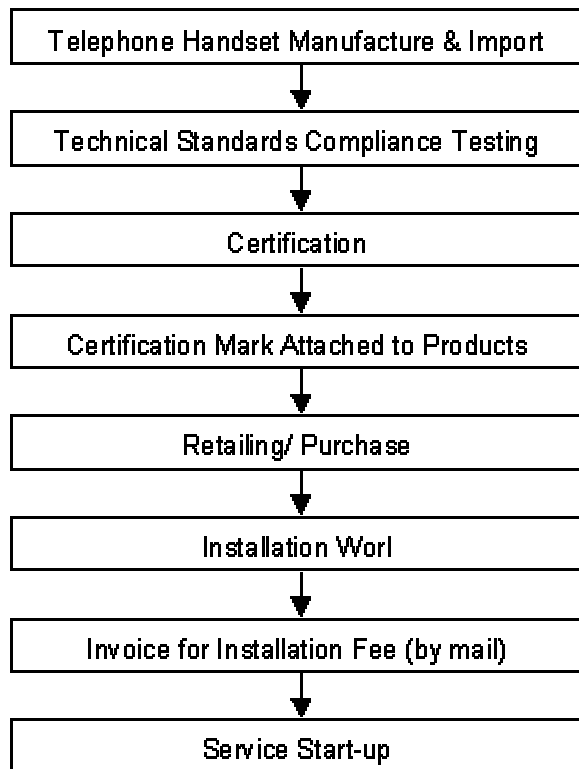 Telephone Handset Manufacture & Import
Technical Standards Compliance Testing
Certification
Certification Mark Attached to Products
Retailing/ Purchase
Installation Worl
Invoice for Installation Fee (by mail)
Service Start-up